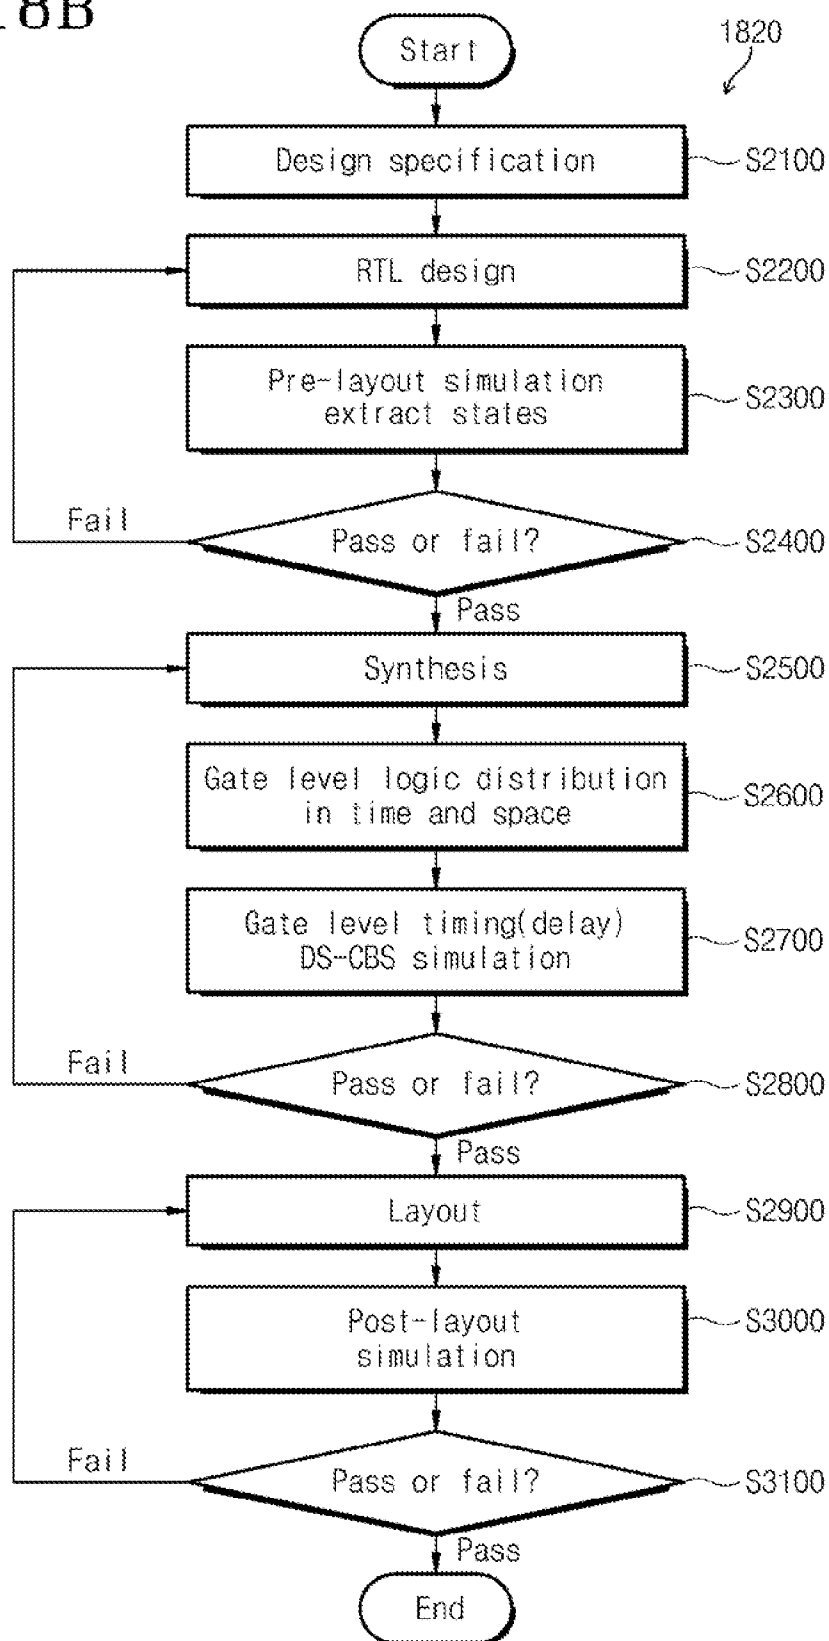 18B
1820
Start
Design specification
S2100
RTL design
S2200
Pre-layout simulation
extract states
S2300
Fail
Pass or fail?
S2400
Pass
Synthesis
S2500
Gate level logic distribution
in time and space
S2600
Gate level timing(delay)
DS-CBS simulation
S2700
Fail
Pass or fail?
S2800
Pass
Layout
S2900
Post-layout
simulation
S3000
Fail
Pass or fail?
S3100
Pass
End